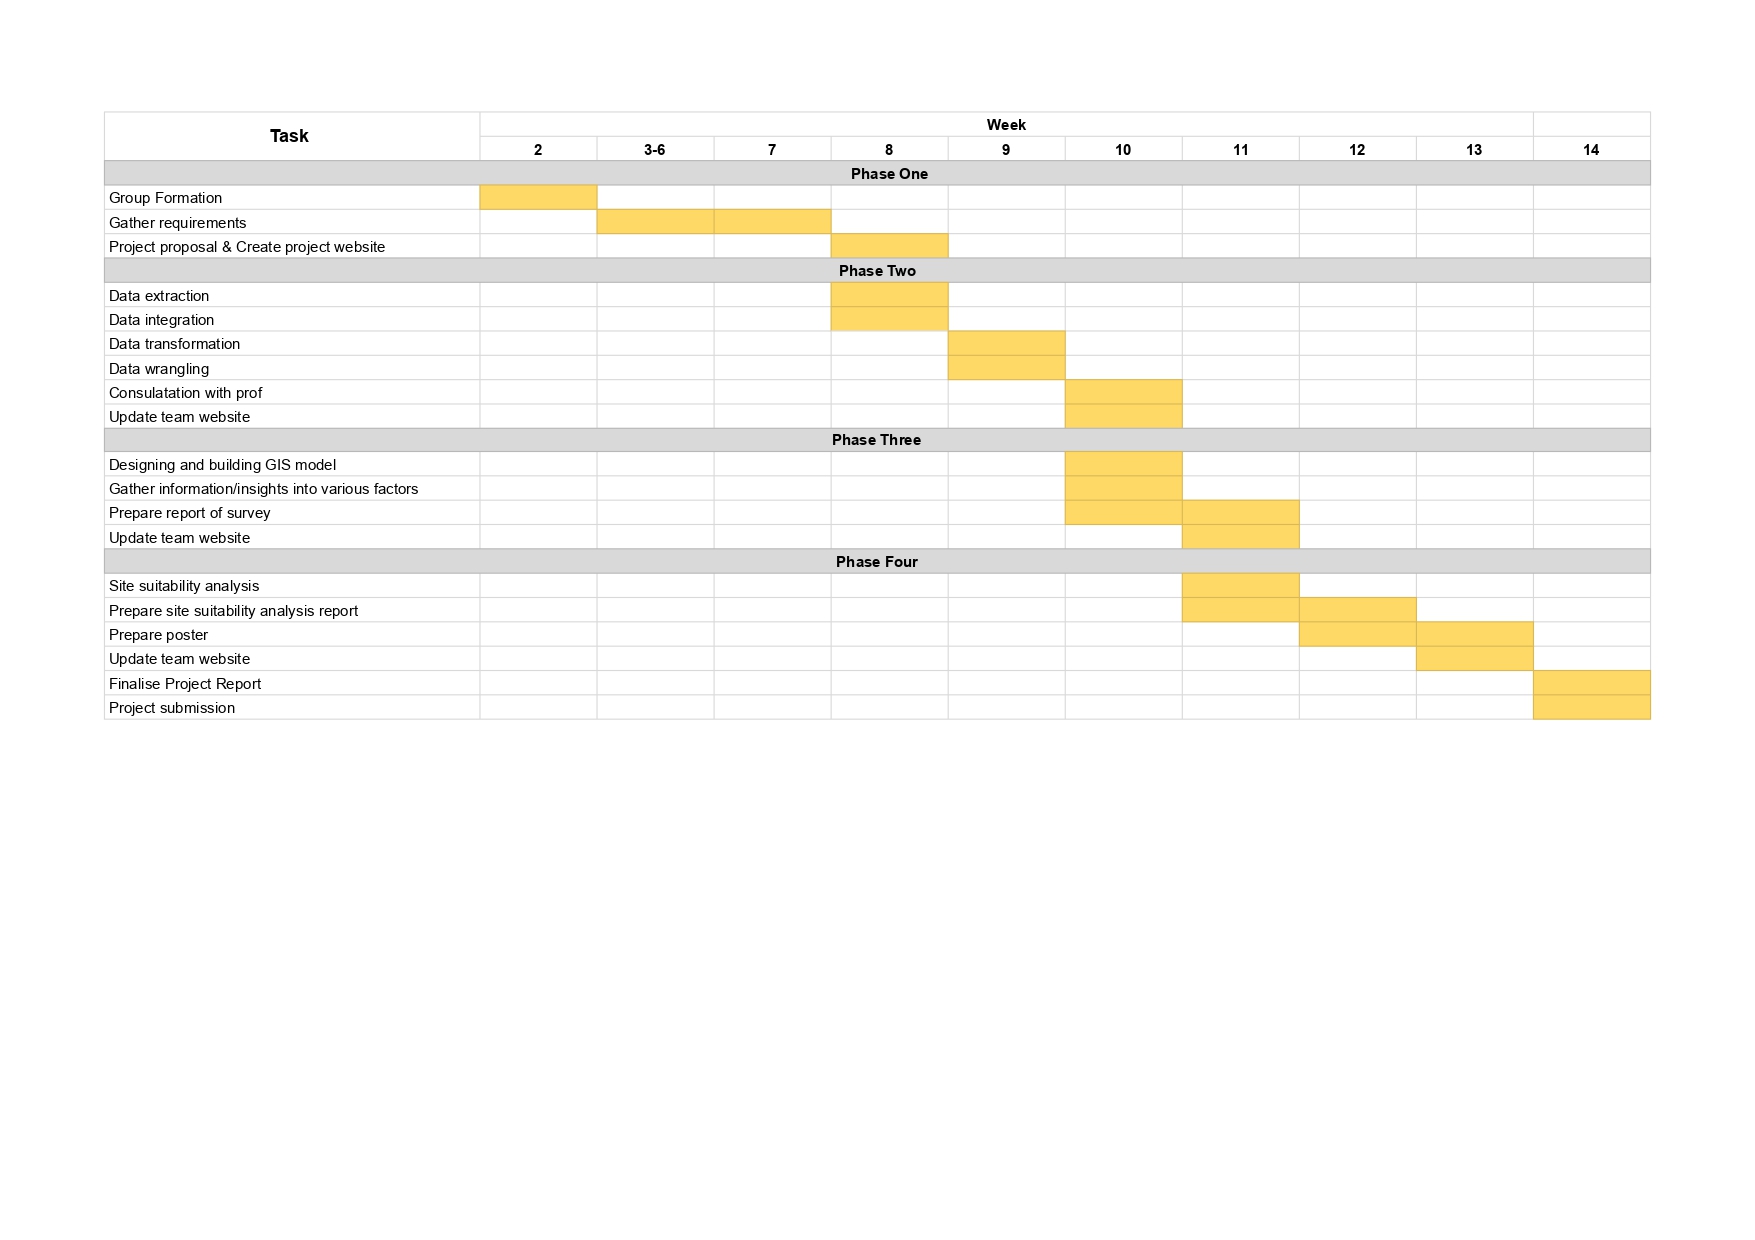 Task
Week
2 3-6 7 8 9 10 11 12 13 14
Phase One
Group Formation
Gather requirements
Project proposal & Create project website
Phase Two
Data extraction
Data integration
Data transformation
Data wrangling
Consulatation with prof
Update team website
Phase Three
Designing and building GIS model
Gather information/insights into various factors
Prepare report of survey
Update team website
Phase Four
Site suitability analysis
Prepare site suitability analysis report
Prepare poster
Update team website
Finalise Project Report
Project submission